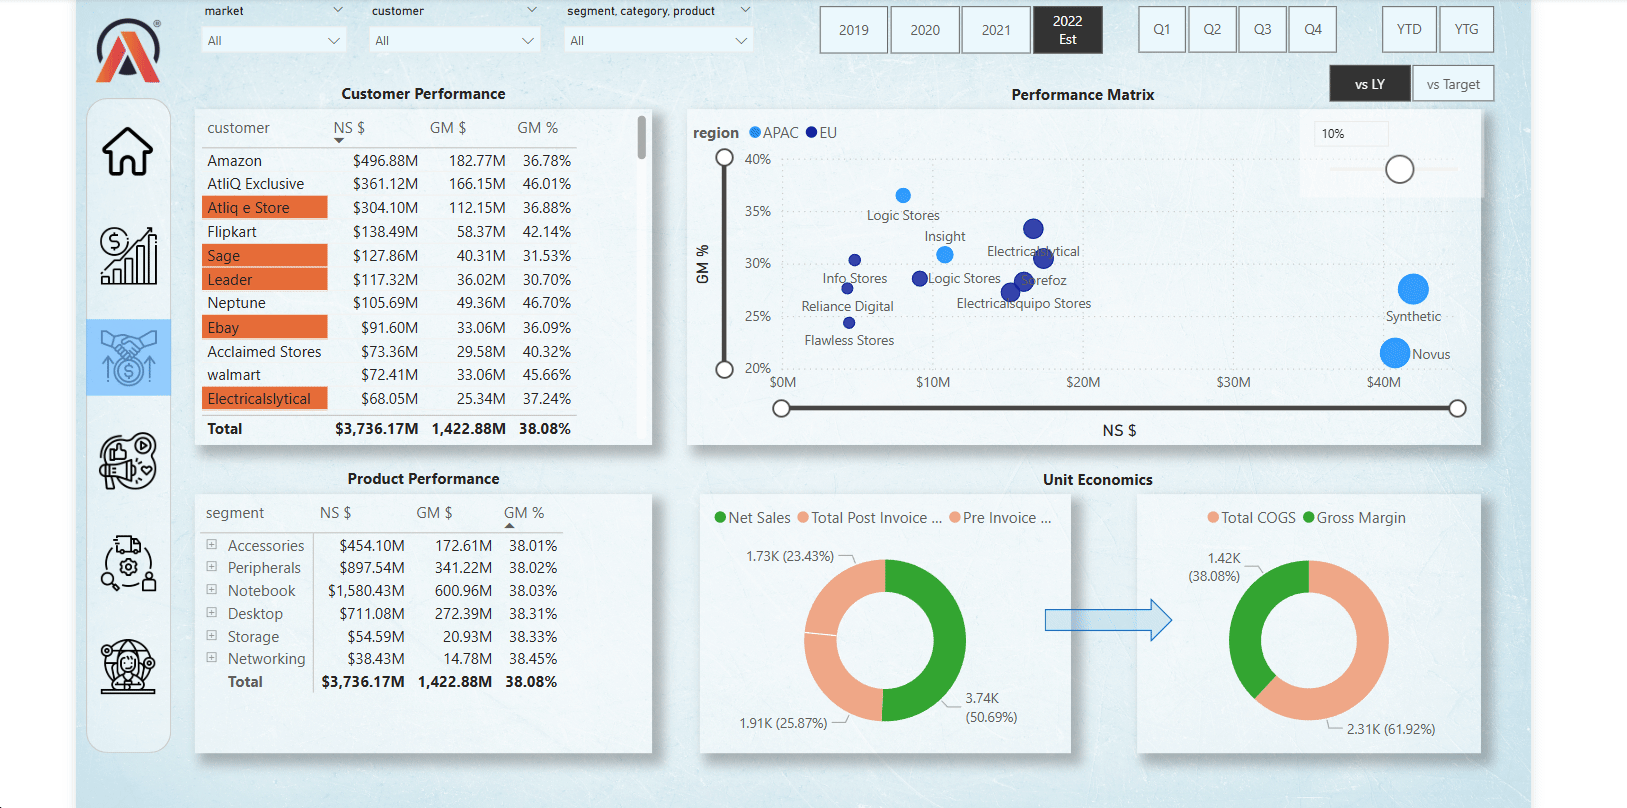 market
customer
segment, category, product
All
All
All
2019
2020
2021
2022
Est
Q1
Q2
Q3
Q4
YTD
YTG
vs LY
vs Target
Customer Performance
customer NS $ GM $ GM %
Amazon $496.88M 182.77M 36.78%
AtliQ Exclusive $361.12M 166.15M 46.01%
Atliq e Store $304.10M 112.15M 36.88%
Flipkart $138.49M 58.37M 42.14%
Sage $127.86M 40.31M 31.53%
Leader $117.32M 36.02M 30.70%
Neptune $105.69M 49.36M 46.70%
Ebay $91.60M 33.06M 36.09%
Acclaimed Stores $73.36M 29.58M 40.32%
walmart $72.41M 33.06M 45.66%
Electricalslytical $68.05M 25.34M 37.24%
Total $3,736.17M 1,422.88M 38.08%
Performance Matrix
region APAC EU
10%
GM %
40%
35%
30%
25%
20%
Logic Stores
Insight
Electricalslytical
Info Stores
Logic Stores
Reliance Digital
Electricalsquipo Stores
Flawless Stores
Synthetic
Novus
$0M
$10M
$20M
$30M
$40M
NS $
Product Performance
segment NS $ GM $ GM %
Accessories $454.10M 172.61M 38.01%
Peripherals $897.54M 341.22M 38.02%
Notebook $1,580.43M 600.96M 38.03%
Desktop $711.08M 272.39M 38.31%
Storage $54.59M 20.93M 38.33%
Networking $38.43M 14.78M 38.45%
Total $3,736.17M 1,422.88M 38.08%
Unit Economics
Net Sales Total Post Invoice ... Pre Invoice ...
1.73K (23.43%)
3.74K
(50.69%)
1.91K (25.87%)
Total COGS Gross Margin
1.42K
(38.08%)
2.31K (61.92%)